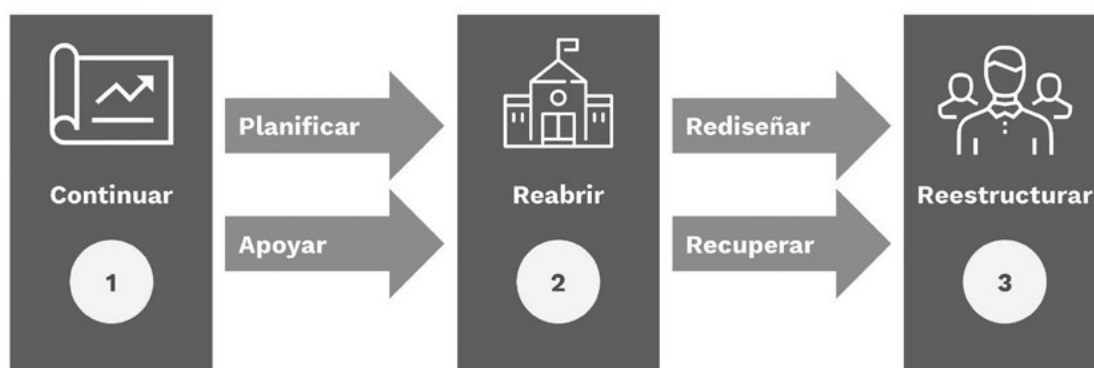 Continuar
1
Planificar
Apoyar
Reabrir
2
Rediseñar
Recuperar
Reestructurar
3